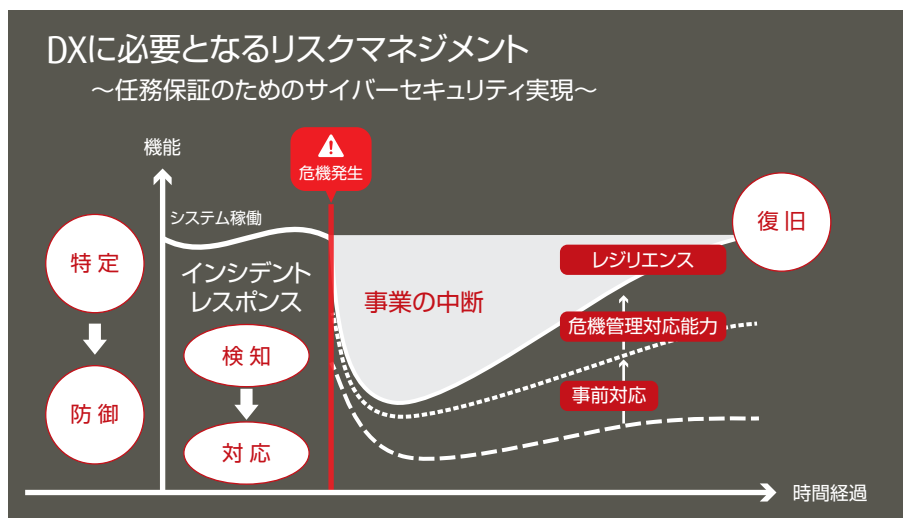 DXに必要となるリスクマネジメント
～任務保証のためのサイバーセキュリティ実現～
機能
危機発生
システム稼働
特定
防御
インシデント
レスポンス
検知
対応
事業の中断
復旧
レジリエンス
危機管理対応能力
事前対応
時間経過